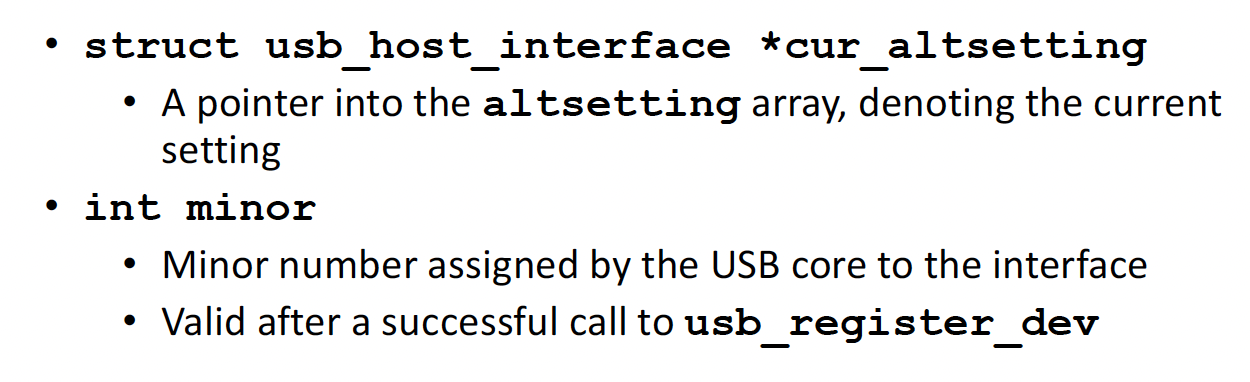 • struct usb_host_interface *cur_altsetting
• A pointer into the altsetting array, denoting the current
setting
• int minor
• Minor number assigned by the USB core to the interface
• Valid after a successful call to usb_register_dev